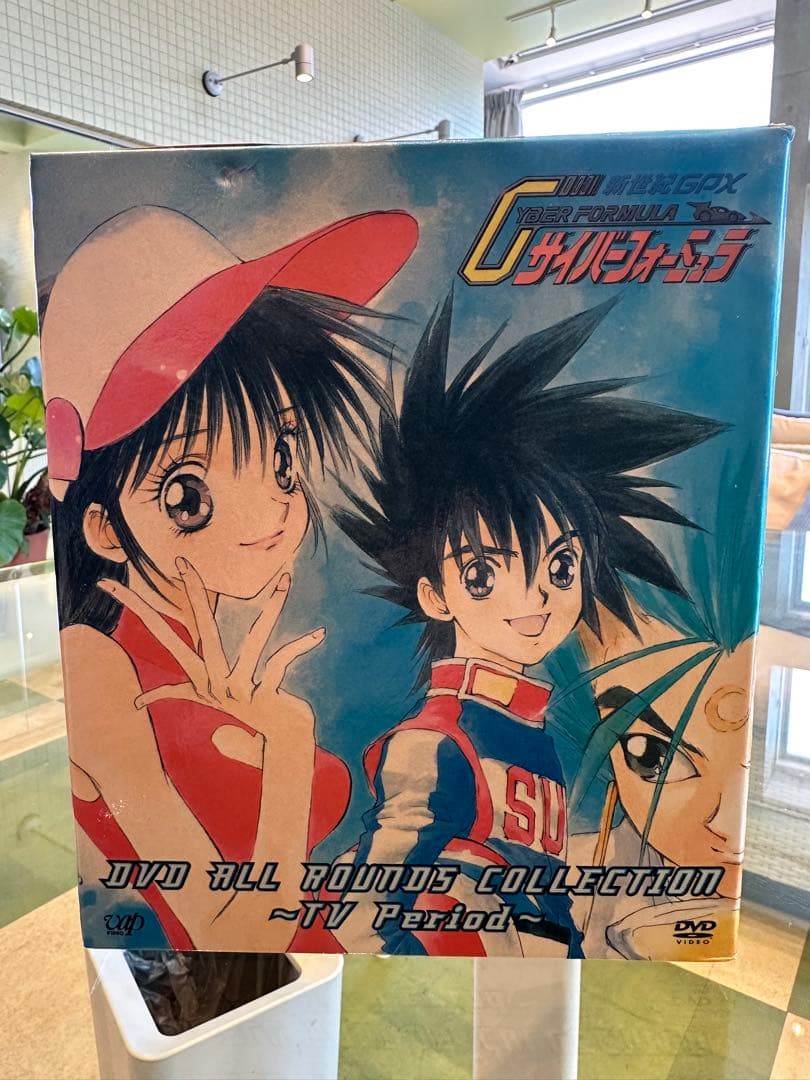 新世紀GPX
CYBER FORMULA
サイバーフォーミュラ
SU
DVD ALL ROUNDS COLLECTION
~TV Period~
vap
VIDEO
DVD
VIDEO